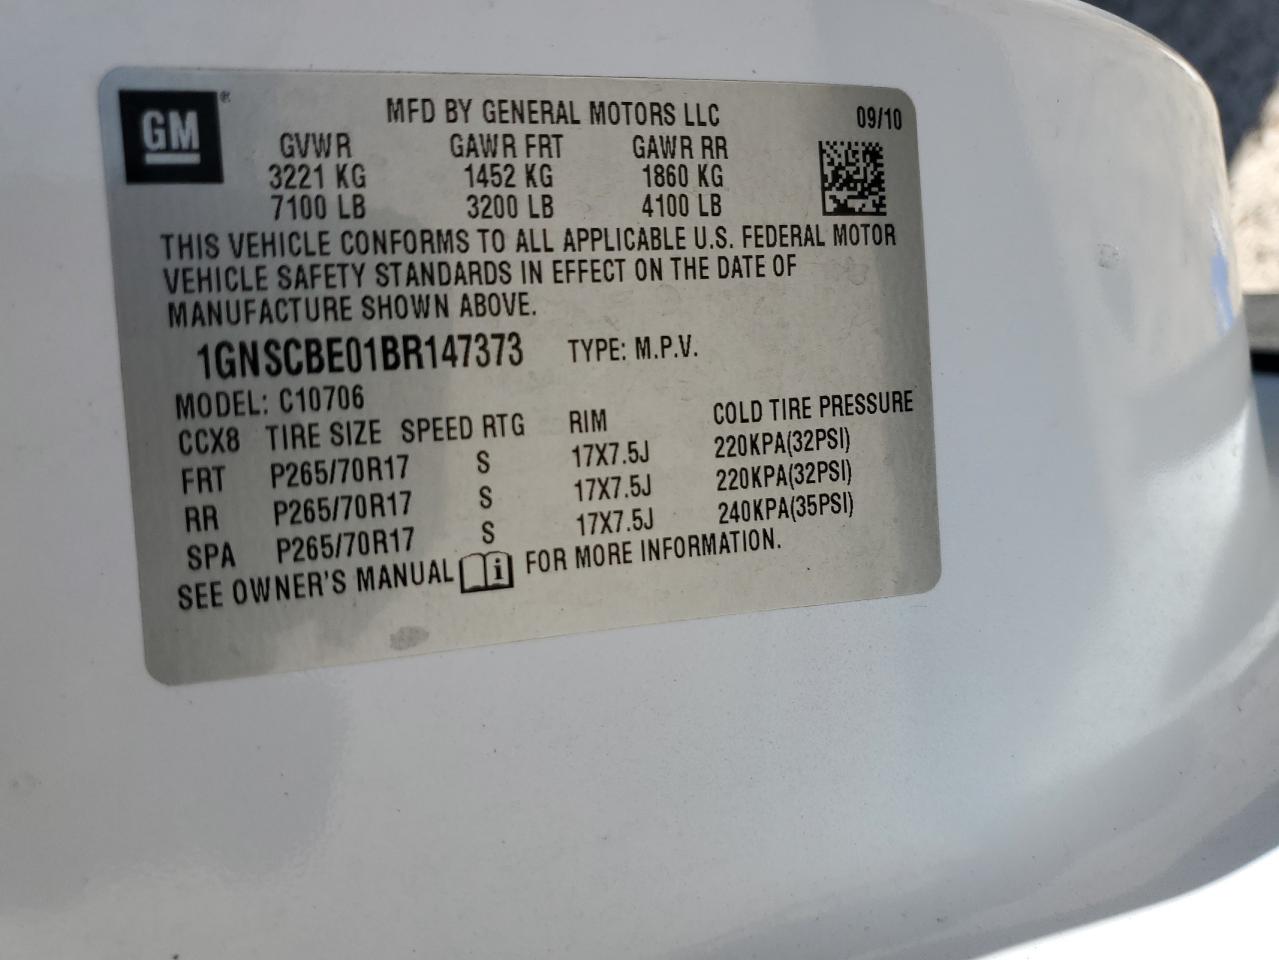 GM ® MFD BY GENERAL MOTORS LLC 09/10
GVWR GAWR FRT GAWR RR
3221 KG 1452 KG 1860 KG
7100 LB 3200 LB 4100 LB
THIS VEHICLE CONFORMS TO ALL APPLICABLE U.S. FEDERAL MOTOR
VEHICLE SAFETY STANDARDS IN EFFECT ON THE DATE OF
MANUFACTURE SHOWN ABOVE.
1GNSCBE01BR147373 TYPE: M.P.V.
MODEL: C10706
CCX8 TIRE SIZE SPEED RTG RIM COLD TIRE PRESSURE
FRT P265/70R17 S 17X7.5J 220KPA(32PSI)
RR P265/70R17 S 17X7.5J 220KPA(32PSI)
SPA P265/70R17 S 17X7.5J 240KPA(35PSI)
SEE OWNER'S MANUAL i FOR MORE INFORMATION.